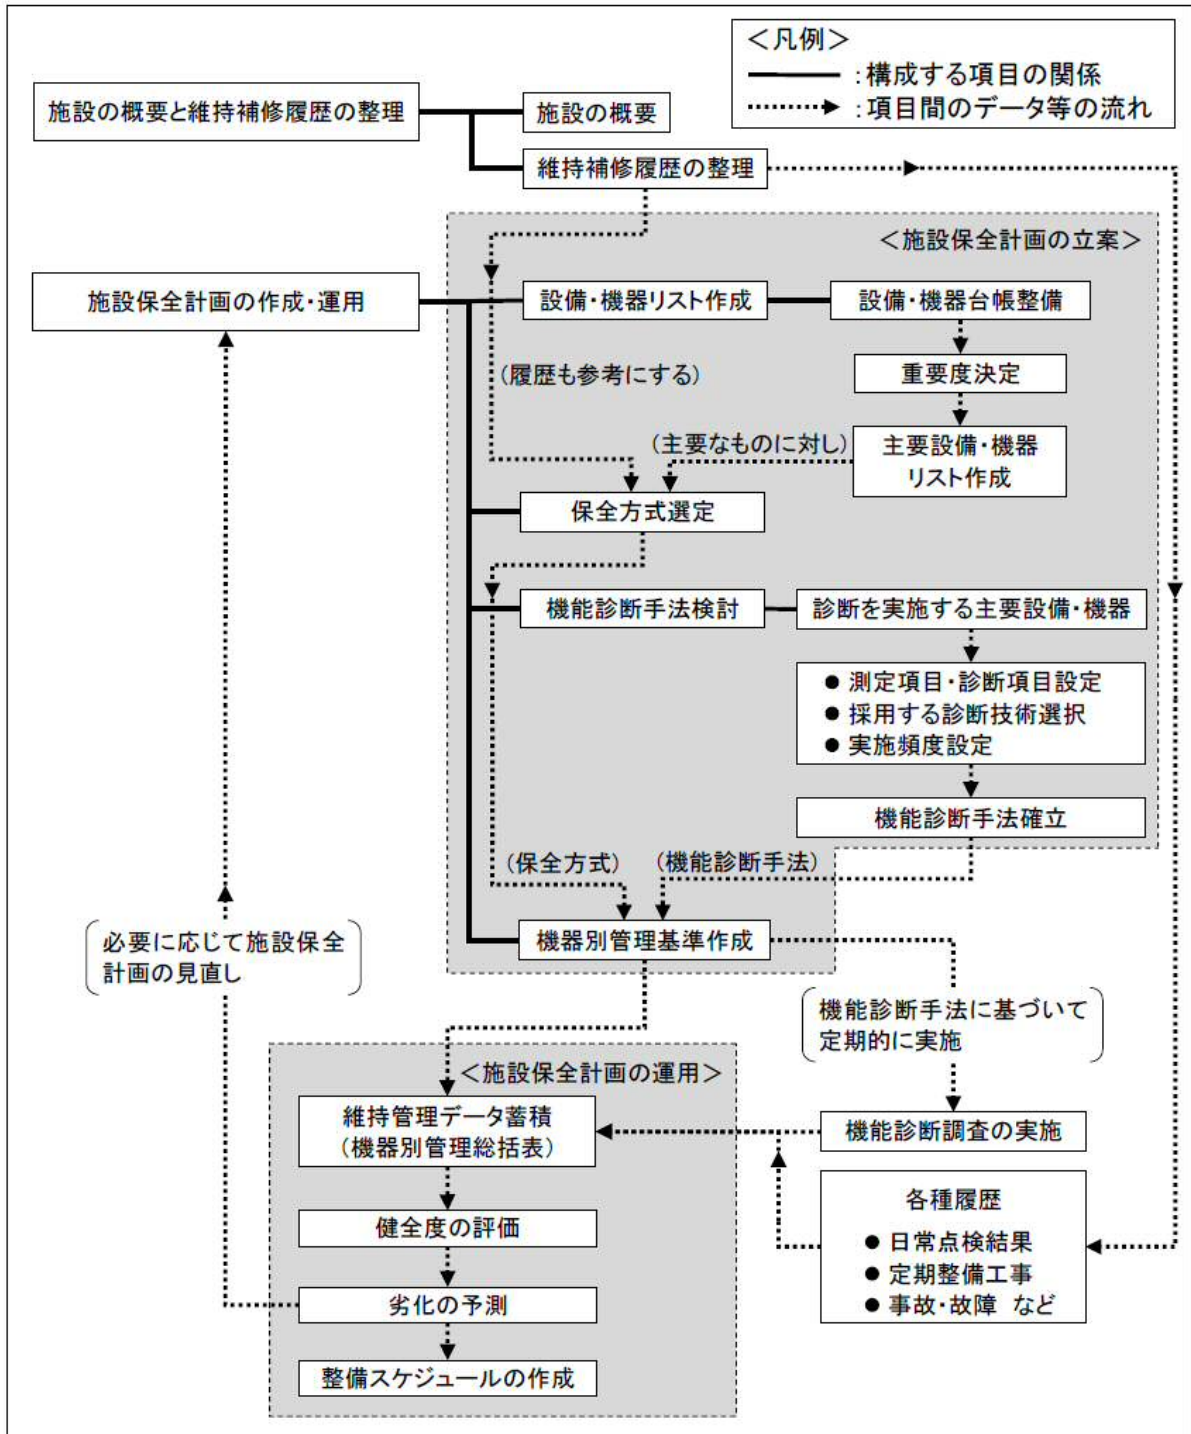 ＜凡例＞
：構成する項目の関係
：項目間のデータ等の流れ
施設の概要と維持補修履歴の整理
施設の概要
維持補修履歴の整理
＜施設保全計画の立案＞
施設保全計画の作成・運用
設備・機器リスト作成
設備・機器台帳整備
（履歴も参考にする）
重要度決定
（主要なものに対し）
主要設備・機器
リスト作成
保全方式選定
機能診断手法検討
診断を実施する主要設備・機器
● 測定項目・診断項目設定
● 採用する診断技術選択
● 実施頻度設定
機能診断手法確立
（保全方式）
（機能診断手法）
機器別管理基準作成
必要に応じて施設保全
計画の見直し
機能診断手法に基づいて
定期的に実施
＜施設保全計画の運用＞
維持管理データ蓄積
（機器別管理総括表）
機能診断調査の実施
健全度の評価
各種履歴
● 日常点検結果
● 定期整備工事
● 事故・故障 など
劣化の予測
整備スケジュールの作成